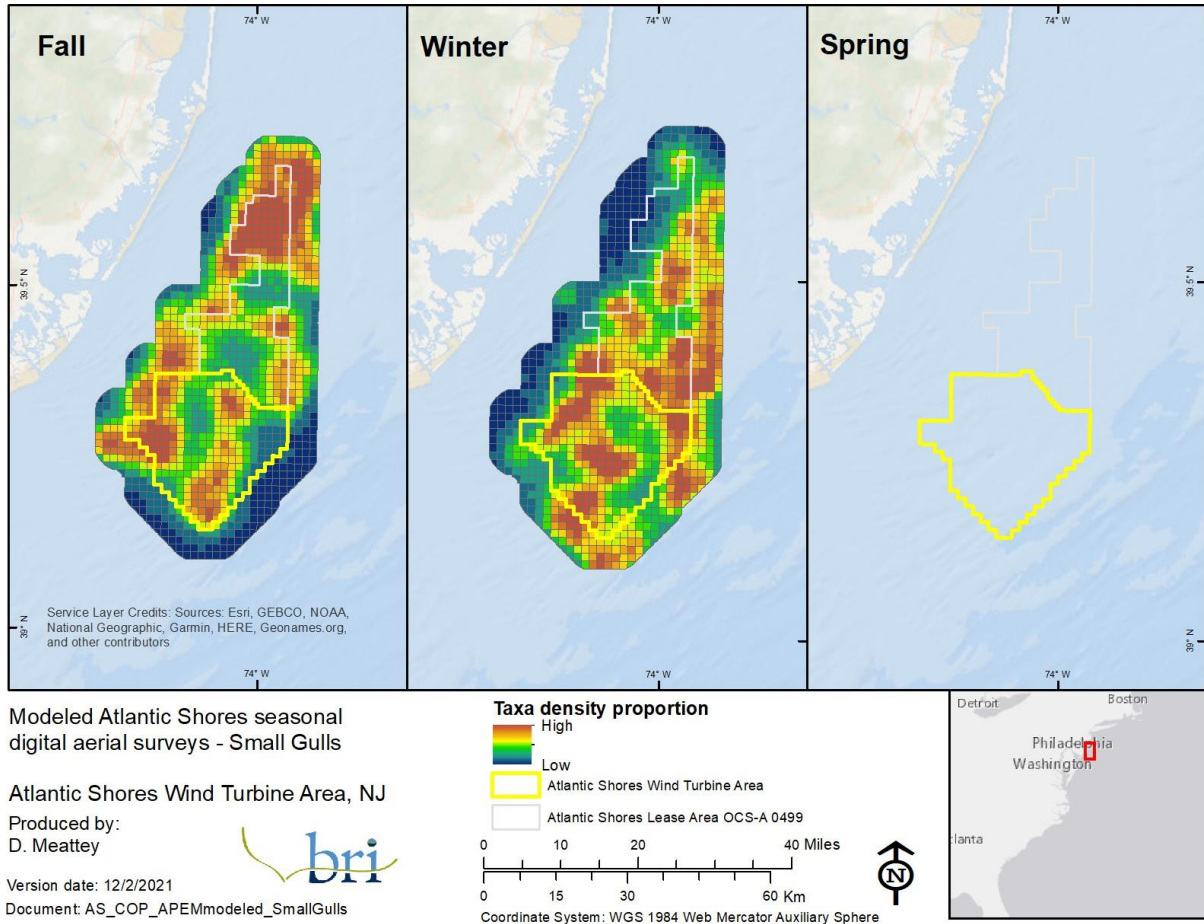 74° W
74° W
74° W
Fall
Winter
Spring
39.5° N
39.5° N
39° N
39° N
Service Layer Credits: Sources: Esri, GEBCO, NOAA,
National Geographic, Garmin, HERE, Geonames.org,
and other contributors
74° W
74° W
74° W
Modeled Atlantic Shores seasonal
digital aerial surveys - Small Gulls
Atlantic Shores Wind Turbine Area, NJ
Produced by:
D. Meattey
bri
Version date: 12/2/2021
Document: AS_COP_APEMmodeled_SmallGulls
Taxa density proportion
High
Low
Atlantic Shores Wind Turbine Area
Atlantic Shores Lease Area OCS-A 0499
0 10 20 40 Miles
0 15 30 60 Km
Coordinate System: WGS 1984 Web Mercator Auxiliary Sphere
N
Detroit
Boston
Philadelphia
Washington
lanta